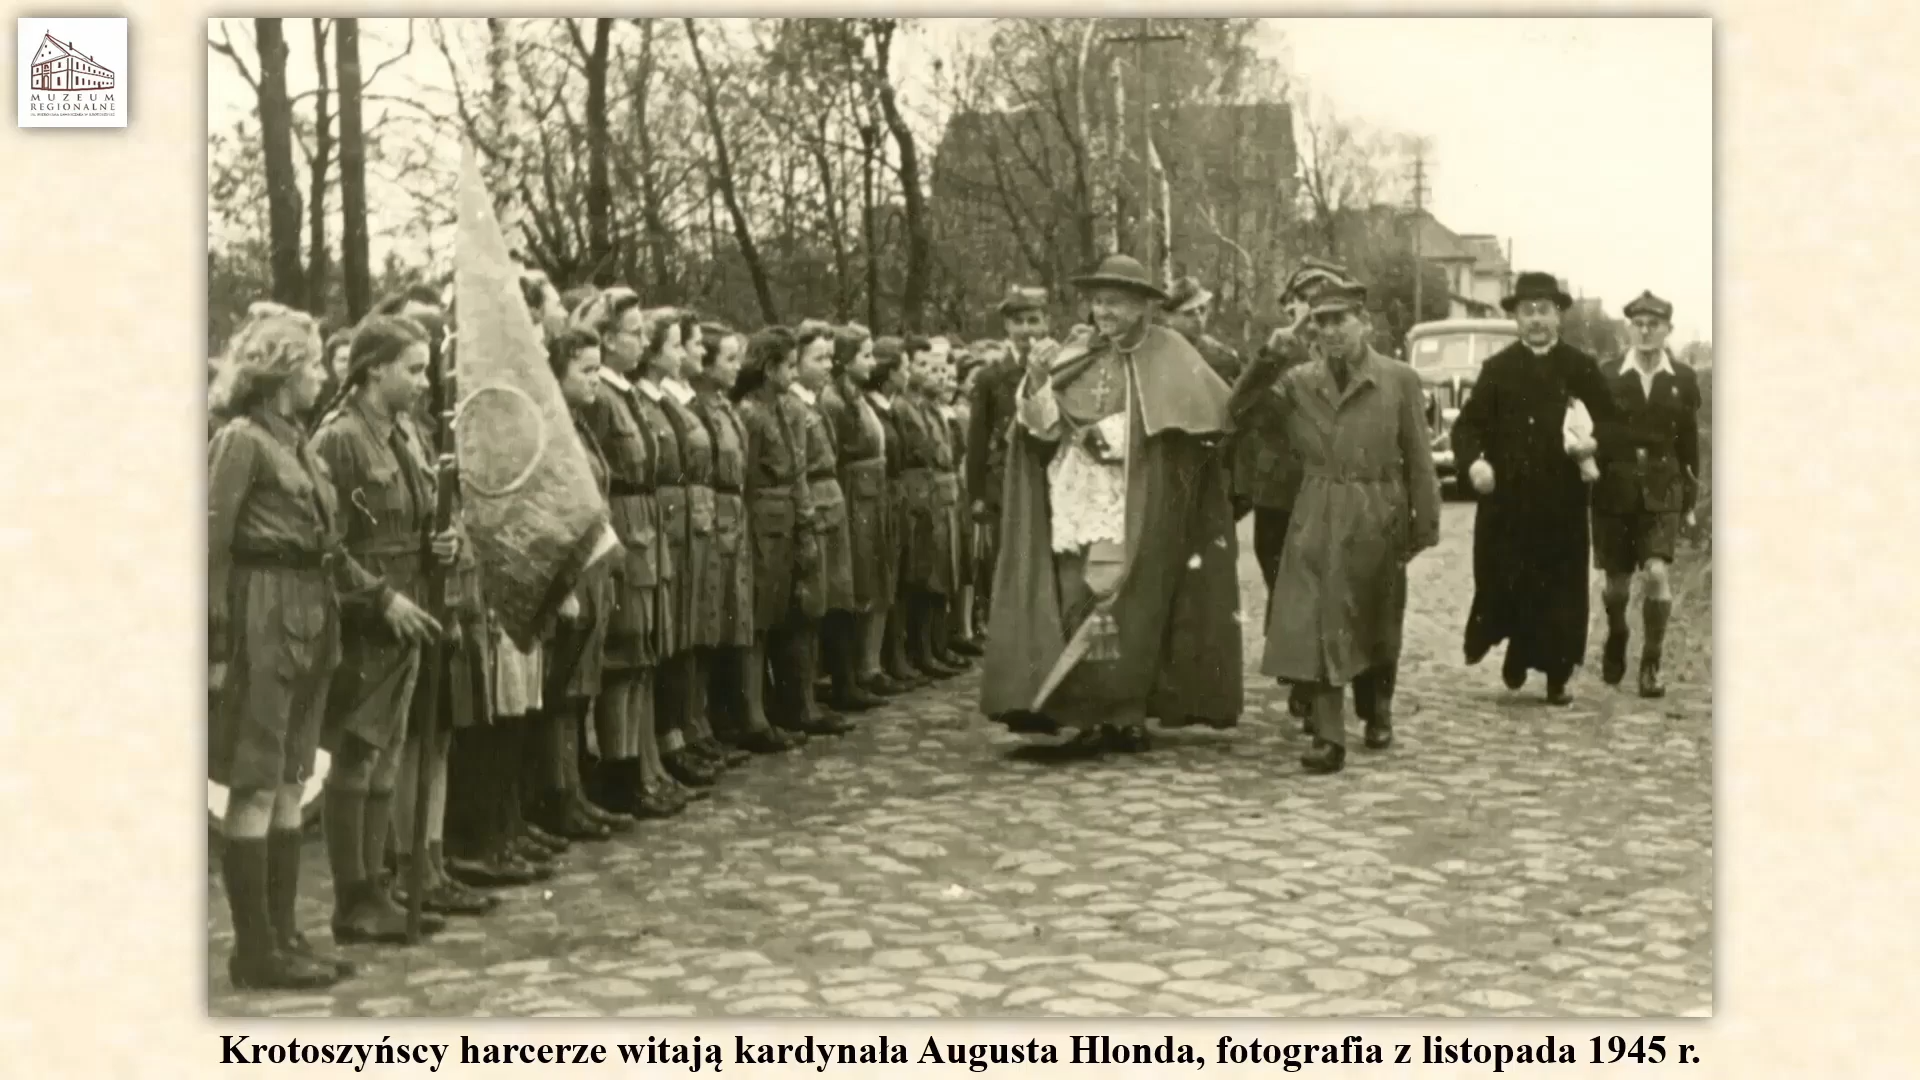 MUZEUM
REGIONALNE
Krotoszyńscy harcerze witają kardynała Augusta Hlonda, fotografia z listopada 1945 r.